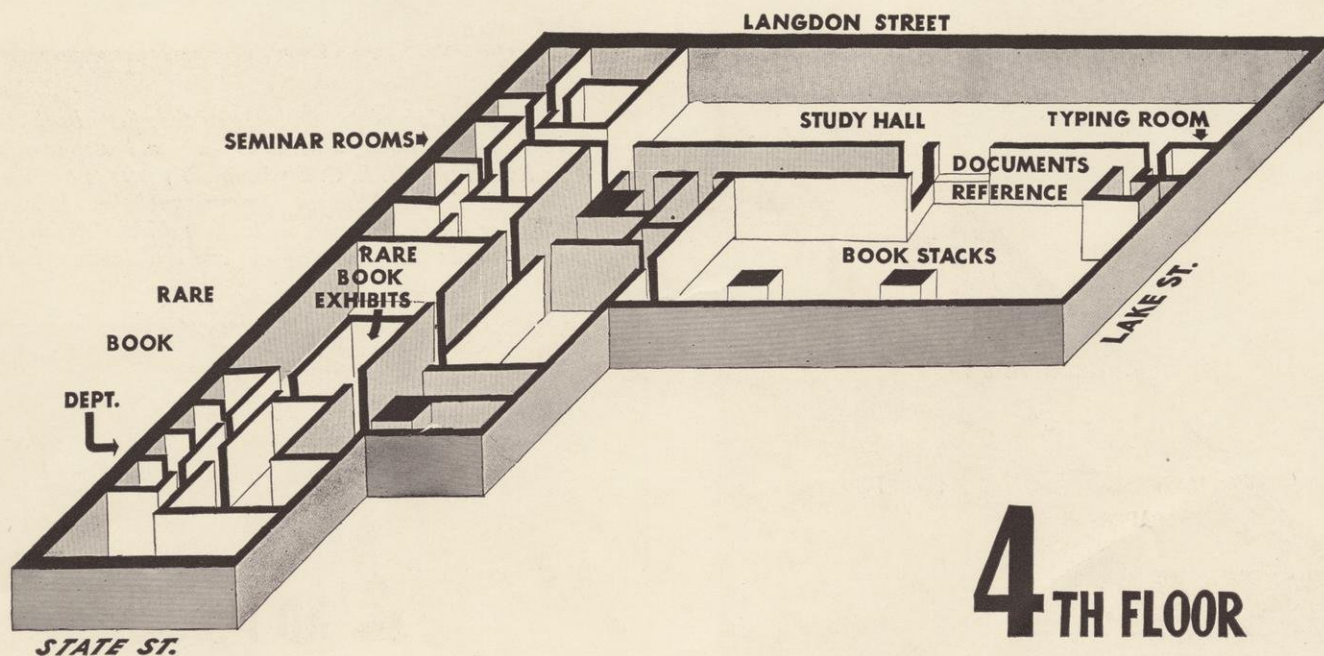 LANGDON STREET
STUDY HALL
TYPING ROOM
SEMINAR ROOMS
DOCUMENTS
REFERENCE
RARE
BOOK
EXHIBITS
BOOK STACKS
RARE
BOOK
DEPT.
LAKE ST.
4TH FLOOR
STATE ST.